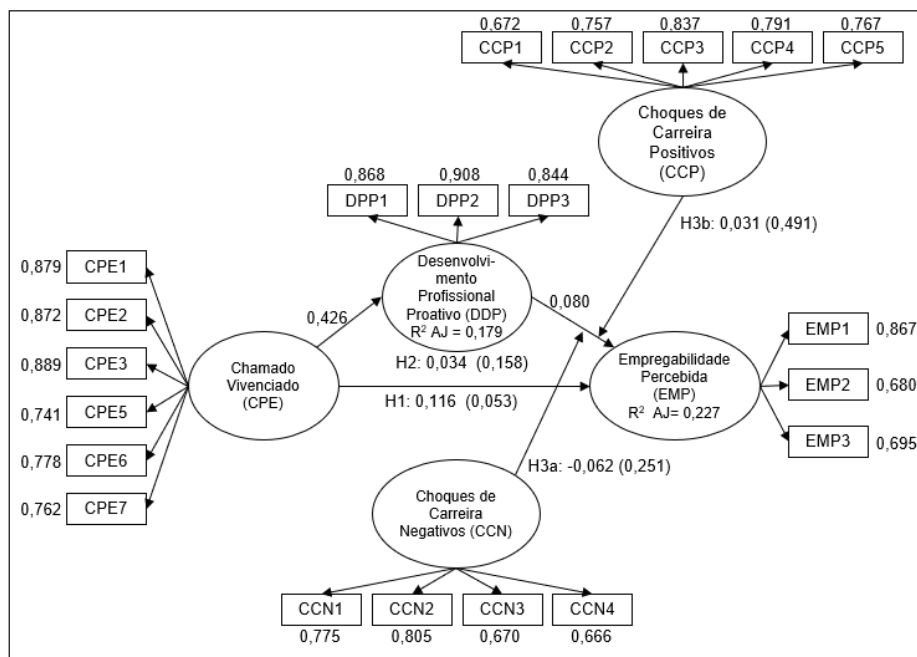 0,672 0,757 0,837 0,791 0,767
CCP1 CCP2 CCP3 CCP4 CCP5
Choques de
Carreira
Positivos
(CCP)
0,868 0,908 0,844
DPP1 DPP2 DPP3
H3b: 0,031 (0,491)
Desenvolvi-
mento
Profissional
Proativo (DDP)
R² AJ = 0,179
0,426
0,080
0,879 CPE1
0,872 CPE2
0,889 CPE3
0,741 CPE5
0,778 CPE6
0,762 CPE7
Chamado
Vivenciado
(CPE)
H2: 0,034 (0,158)
H1: 0,116 (0,053)
Empregabilidade
Percebida
(EMP)
R² AJ= 0,227
EMP1 0,867
EMP2 0,680
EMP3 0,695
H3a: -0,062 (0,251)
Choques de
Carreira
Negativos (CCN)
CCN1 CCN2 CCN3 CCN4
0,775 0,805 0,670 0,666